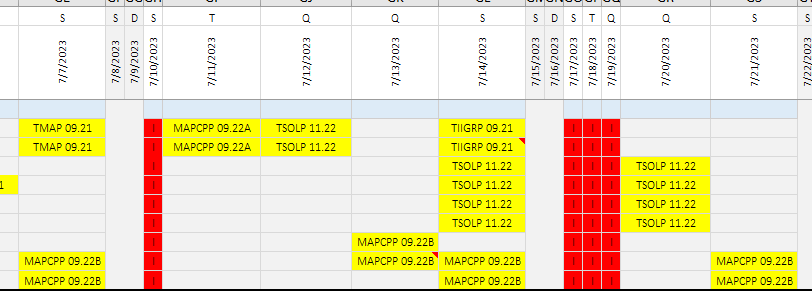 S S D S T Q Q S S D S T Q Q S S
7/7/2023 7/8/2023 7/9/2023 7/10/2023 7/11/2023 7/12/2023 7/13/2023 7/14/2023 7/15/2023 7/16/2023 7/17/2023 7/18/2023 7/19/2023 7/20/2023 7/21/2023 7/22/2023
TMAP 09.21 I MAPCPP 09.22A TSOLP 11.22 TIIGRP 09.21 I I I
TMAP 09.21 I MAPCPP 09.22A TSOLP 11.22 TIIGRP 09.21 I I I
I TSOLP 11.22 I I I TSOLP 11.22
1 I TSOLP 11.22 I I I TSOLP 11.22
I TSOLP 11.22 I I I TSOLP 11.22
I TSOLP 11.22 I I I TSOLP 11.22
I MAPCPP 09.22B I I I
MAPCPP 09.22B I MAPCPP 09.22B MAPCPP 09.22B I I I MAPCPP 09.22B
MAPCPP 09.22B I MAPCPP 09.22B I I I MAPCPP 09.22B